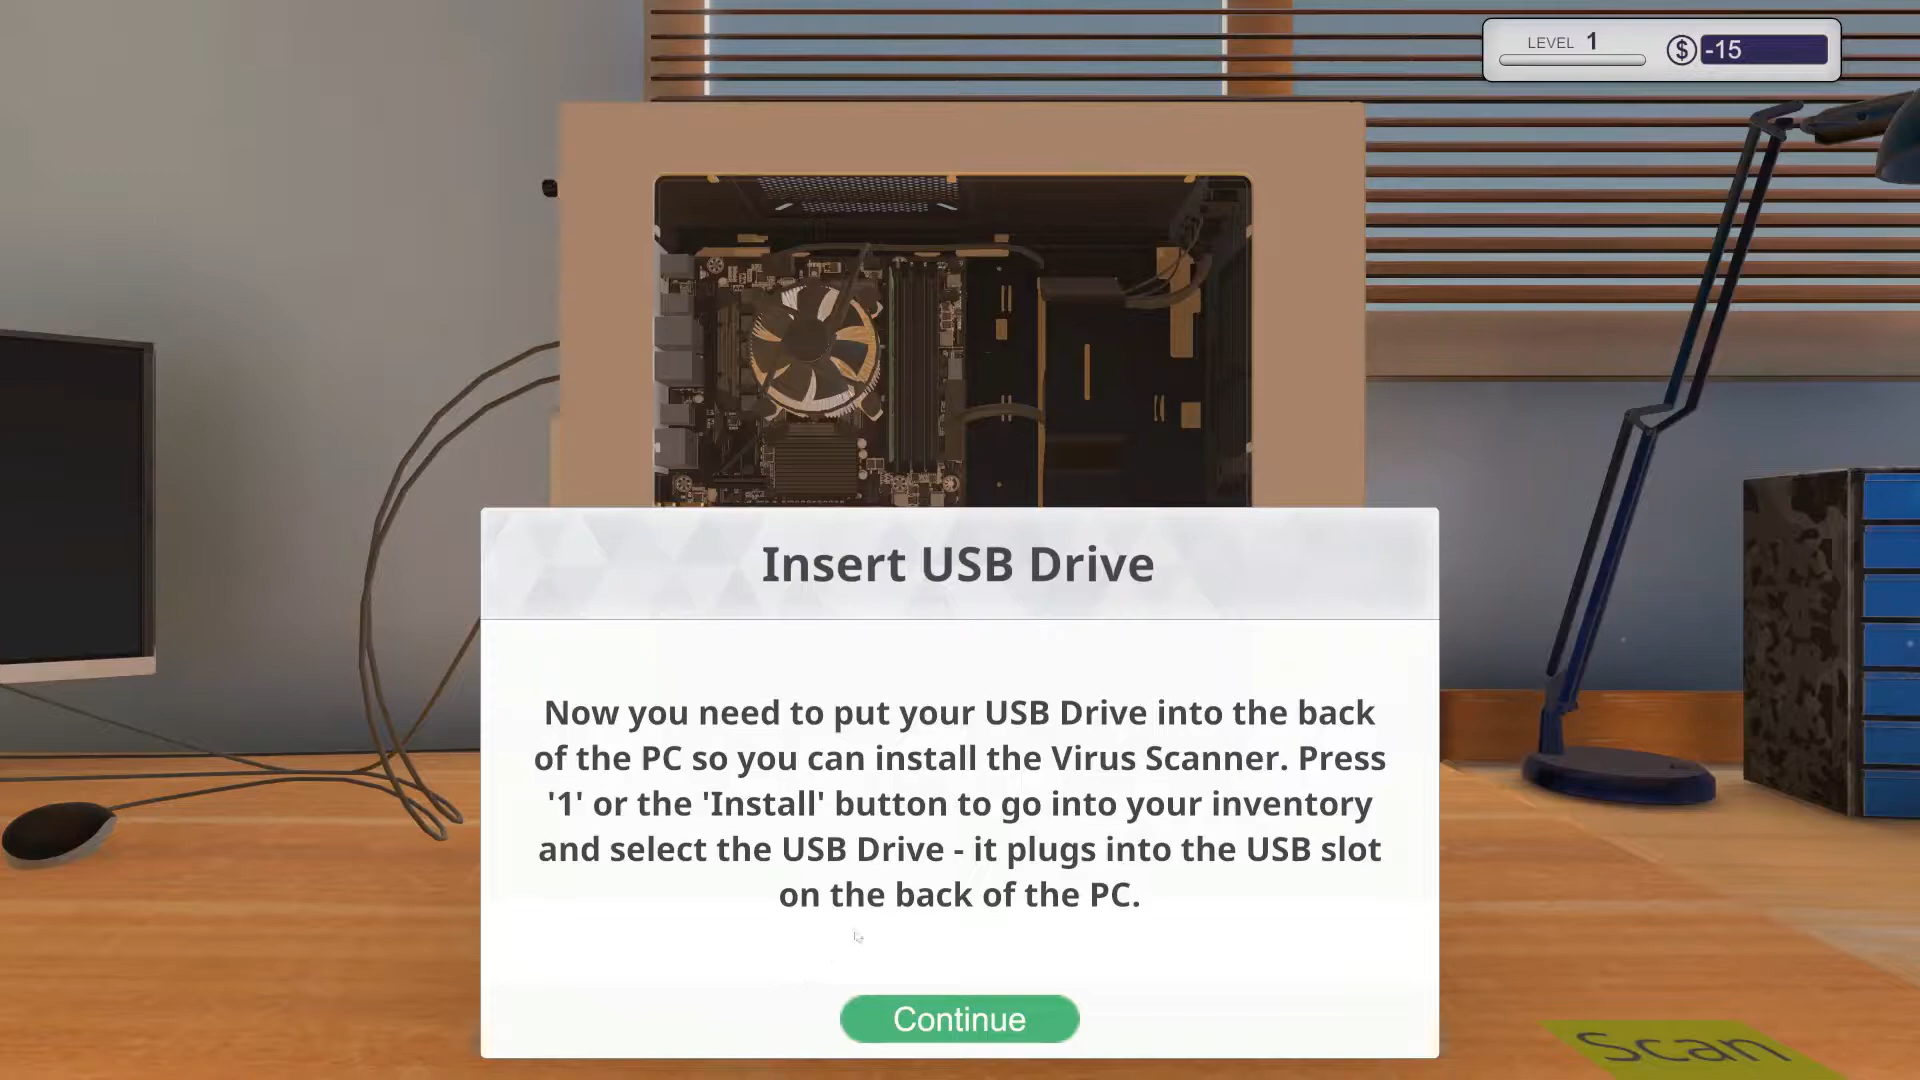 LEVEL 1
$ -15
Insert USB Drive
Now you need to put your USB Drive into the back
of the PC so you can install the Virus Scanner. Press
'1' or the 'Install' button to go into your inventory
and select the USB Drive - it plugs into the USB slot
on the back of the PC.
Continue
Scan